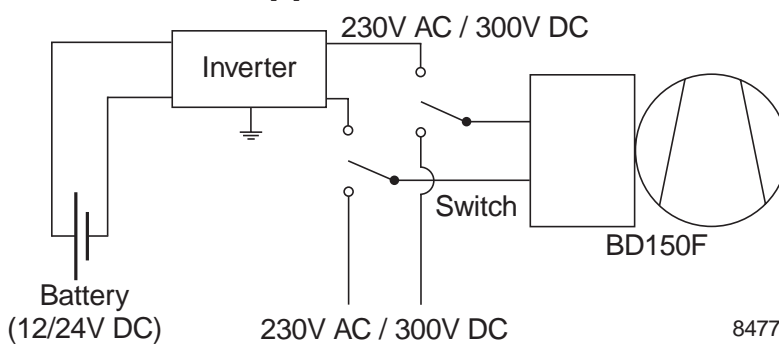 230V AC / 300V DC
Inverter
Switch
BD150F
Battery
(12/24V DC)
230V AC / 300V DC
8477